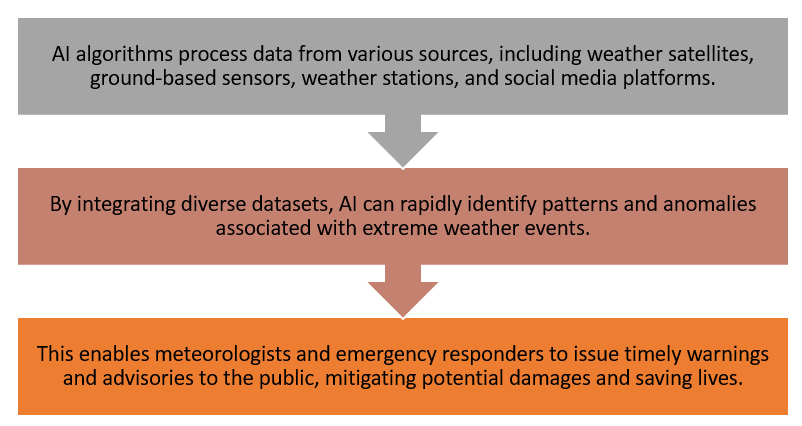 AI algorithms process data from various sources, including weather satellites,
ground-based sensors, weather stations, and social media platforms.
By integrating diverse datasets, AI can rapidly identify patterns and anomalies
associated with extreme weather events.
This enables meteorologists and emergency responders to issue timely warnings
and advisories to the public, mitigating potential damages and saving lives.